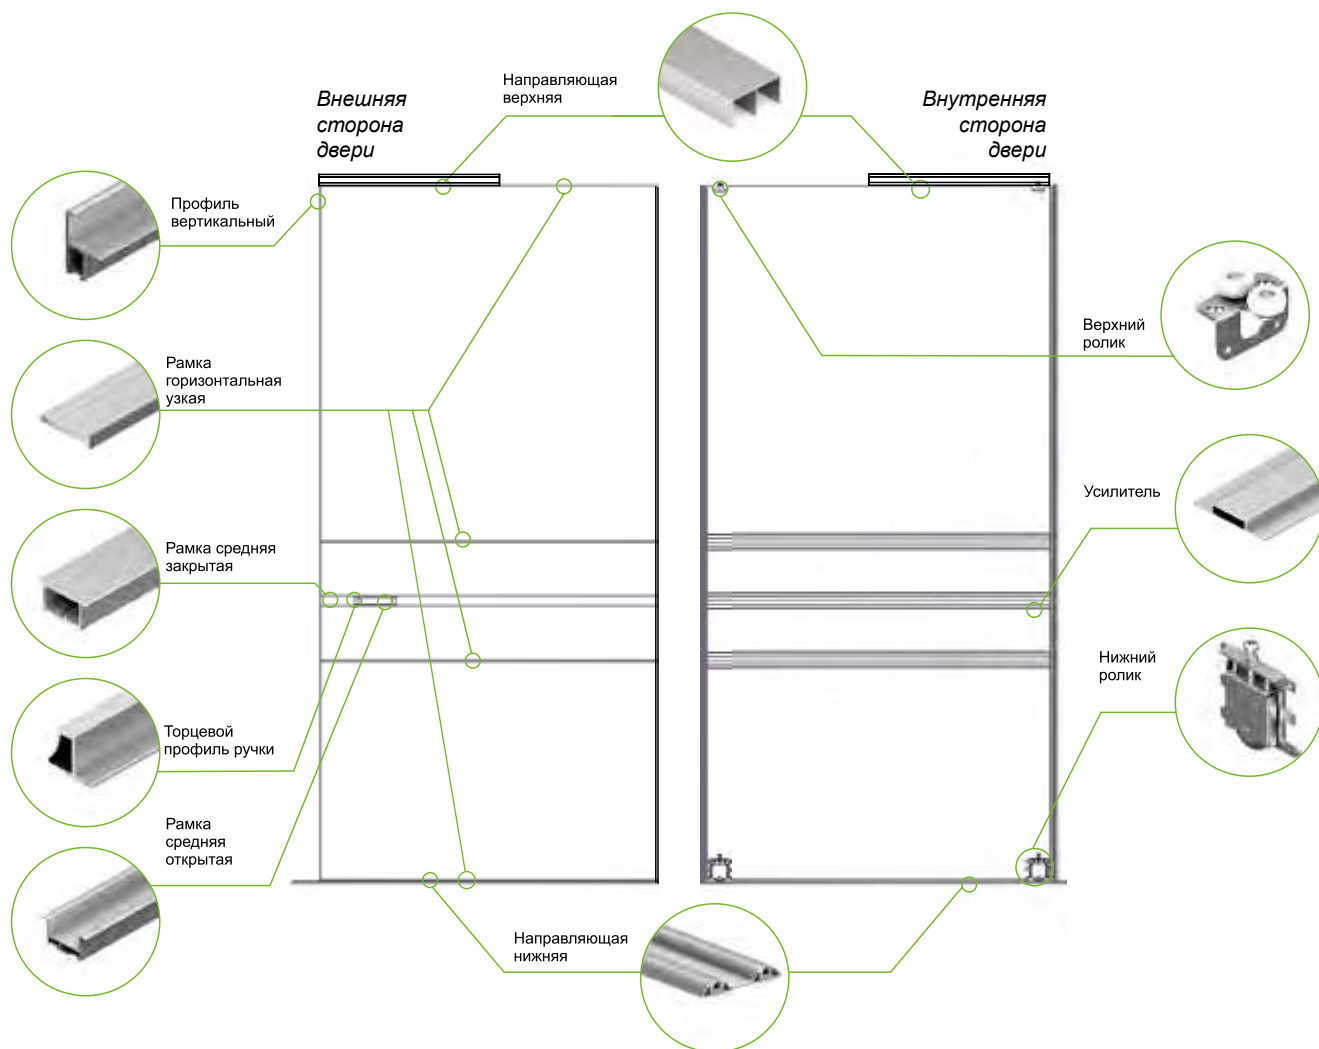 Направляющая
верхняя
Внешняя
сторона
двери
Внутренняя
сторона
двери
Профиль
вертикальный
Рамка
горизонтальная
узкая
Рамка средняя
закрытая
Торцевой
профиль ручки
Рамка
средняя
открытая
Верхний
ролик
Усилитель
Нижний
ролик
Направляющая
нижняя